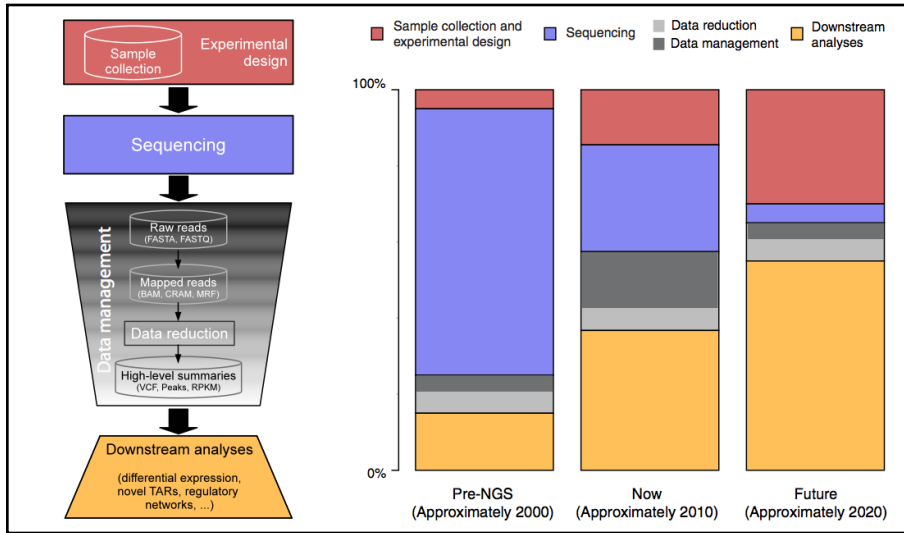 Sample
collection
Experimental
design
Sequencing
Data management
Raw reads
(FASTA, FASTQ)
Mapped reads
(BAM, CRAM, MRF)
Data reduction
High-level summaries
(VCF, Peaks, RPKM)
Downstream analyses
(differential expression,
novel TARs, regulatory
networks, ...)
Sample collection and
experimental design
Sequencing
Data reduction
Data management
Downstream
analyses
100%
0%
Pre-NGS
(Approximately 2000)
Now
(Approximately 2010)
Future
(Approximately 2020)